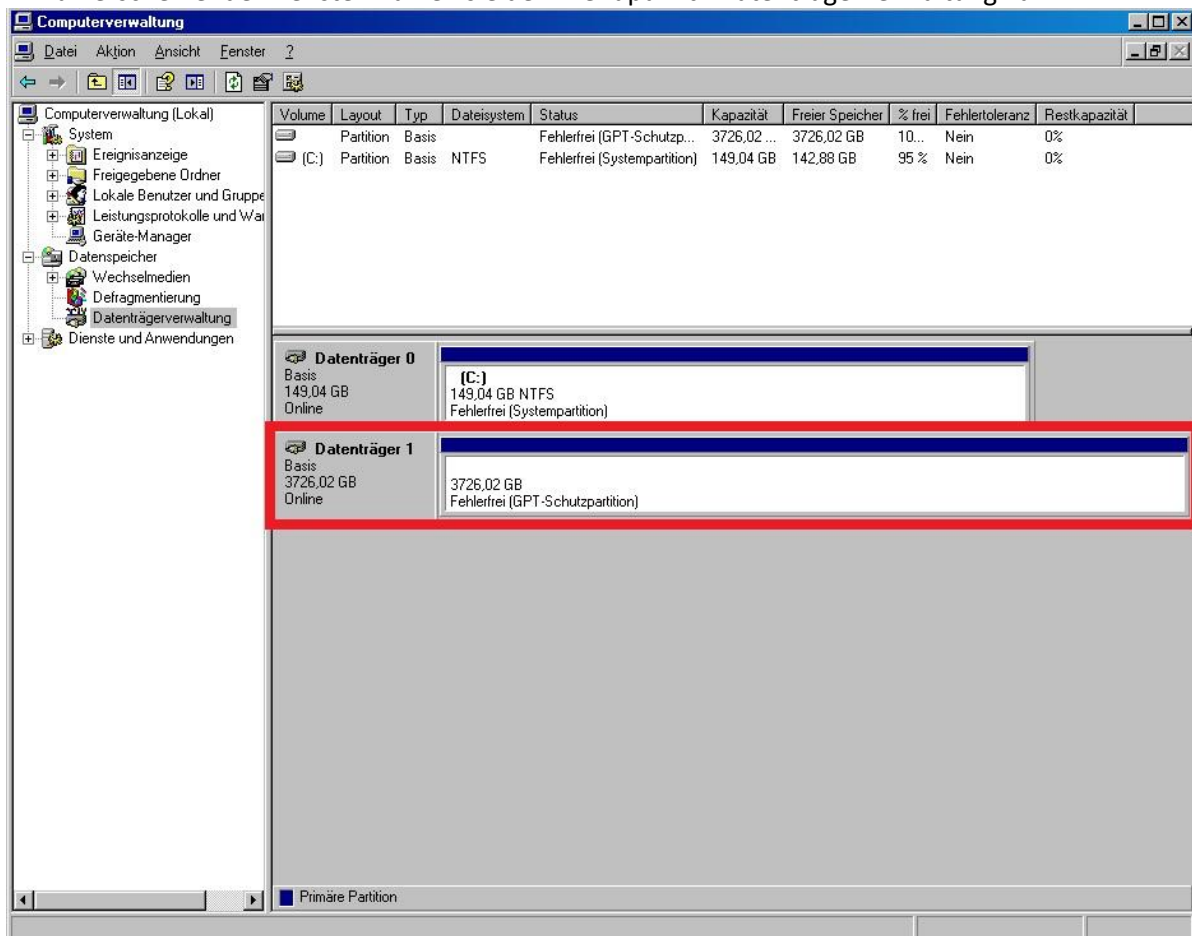 Computerverwaltung
Datei Aktion Ansicht Fenster ?
Computerverwaltung (Lokal)
System
Ereignisanzeige
Freigegebene Ordner
Lokale Benutzer und Gruppe
Leistungsprotokolle und War
Geräte-Manager
Datenspeicher
Wechselmedien
Defragmentierung
Datenträgerverwaltung
Dienste und Anwendungen
Volume Layout Typ Dateisystem Status Kapazität Freier Speicher % frei Fehlertoleranz Restkapazität
Partition Basis Fehlerfrei (GPT-Schutzp... 3726,02 ... 3726,02 GB 10... Nein 0%
(C:) Partition Basis NTFS Fehlerfrei (Systempartition) 149,04 GB 142,88 GB 95 % Nein 0%
Datenträger 0
Basis
149,04 GB
Online
(C:)
149,04 GB NTFS
Fehlerfrei (Systempartition)
Datenträger 1
Basis
3726,02 GB
Online
3726,02 GB
Fehlerfrei (GPT-Schutzpartition)
Primäre Partition